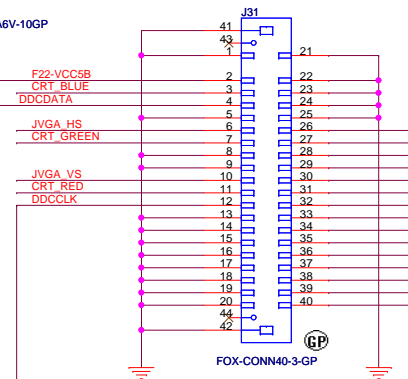 A6V-10GP
J31
41
43
1 21
F22-VCC5B 2 22
CRT_BLUE 3 23
DDCDATA 4 24
5 25
JVGA_HS 6 26
CRT_GREEN 7 27
8 28
9 29
JVGA_VS 10 30
CRT_RED 11 31
DDCCLK 12 32
13 33
14 34
15 35
16 36
17 37
18 38
19 39
20 40
44
42
GP
FOX-CONN40-3-GP